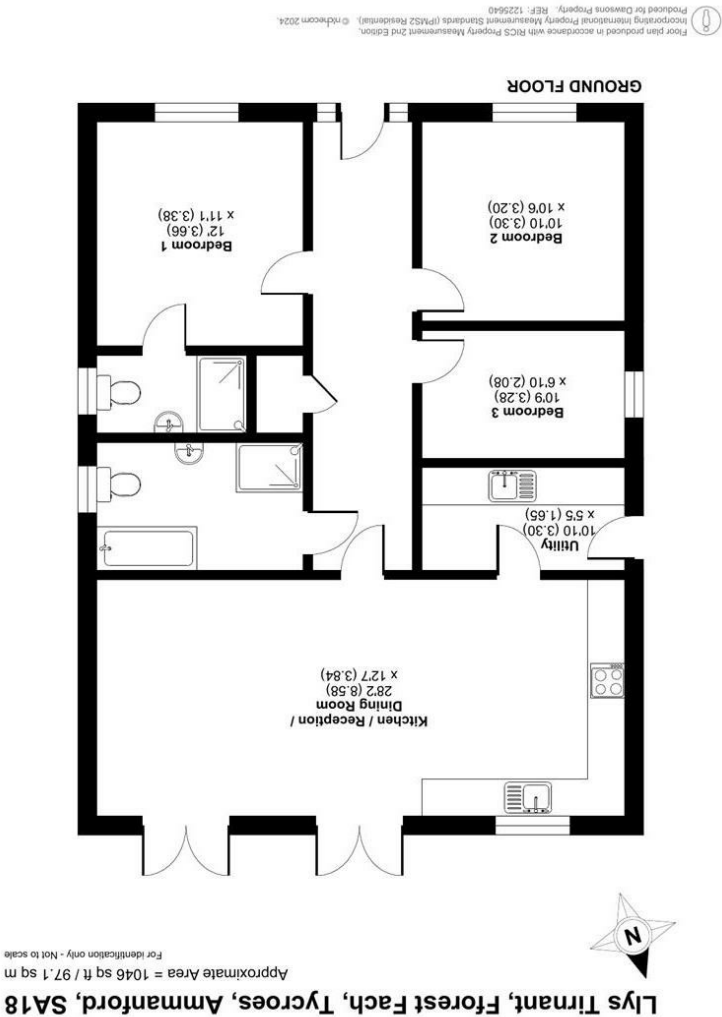 Llys Tirnant, Fforest Fach, Tycroes, Ammanford, SA18
Approximate Area = 1046 sq ft / 97.1 sq m
For identification only - Not to scale
N
Kitchen / Reception /
Dining Room
28'2 (8.58)
x 12'7 (3.84)
Utility
10'10 (3.30)
x 5'5 (1.65)
Bedroom 3
10'9 (3.28)
x 6'10 (2.08)
Bedroom 2
10'10 (3.30)
x 10'6 (3.20)
Bedroom 1
12' (3.66)
x 11'1 (3.38)
GROUND FLOOR
Floor plan produced in accordance with RICS Property Measurement 2nd Edition,
Incorporating International Property Measurement Standards (IPMS2 Residential). © nichecom 2024.
Produced for Dawsons Property. REF: 1225640